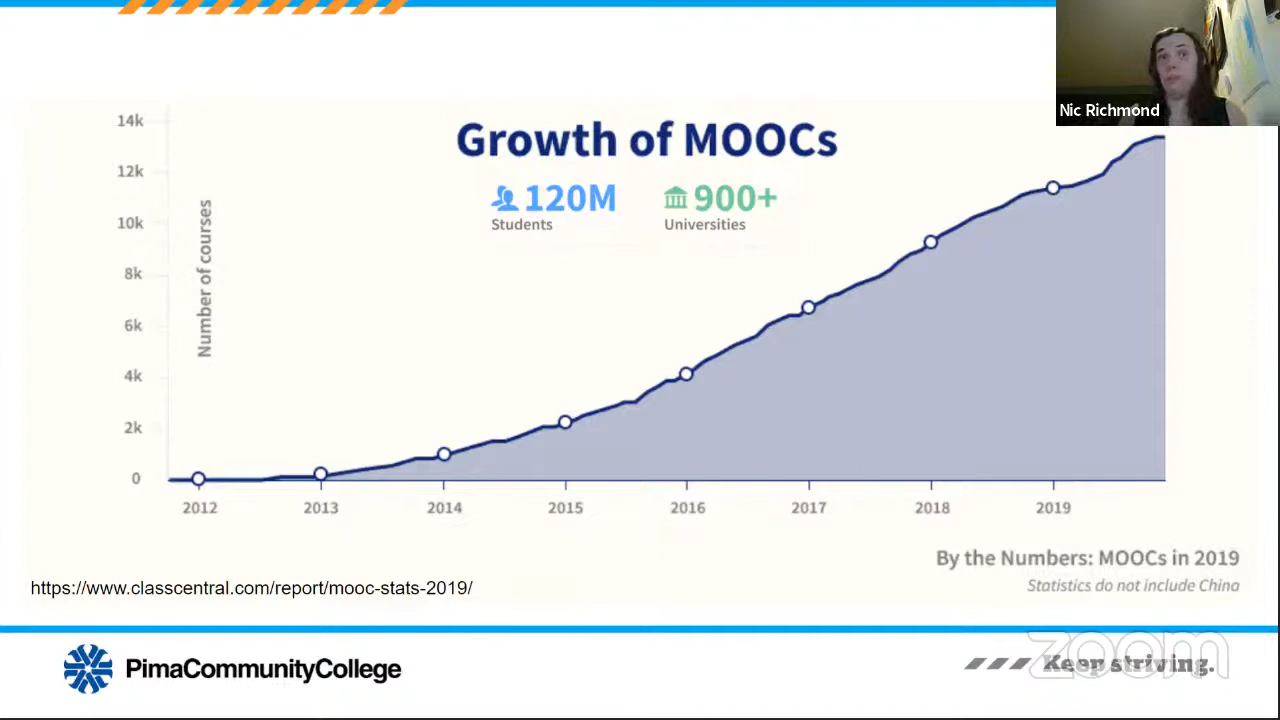 Nic Richmond
Growth of MOOCs
120M
Students
900+
Universities
Number of courses
14k
12k
10k
8k
6k
4k
2k
0
2012 2013 2014 2015 2016 2017 2018 2019
By the Numbers: MOOCs in 2019
Statistics do not include China
https://www.classcentral.com/report/mooc-stats-2019/
PimaCommunityCollege
Keep striving.
zoom